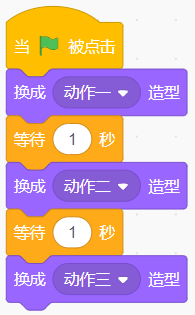 当 被点击
换成 动作一 造型
等待 1 秒
换成 动作二 造型
等待 1 秒
换成 动作三 造型